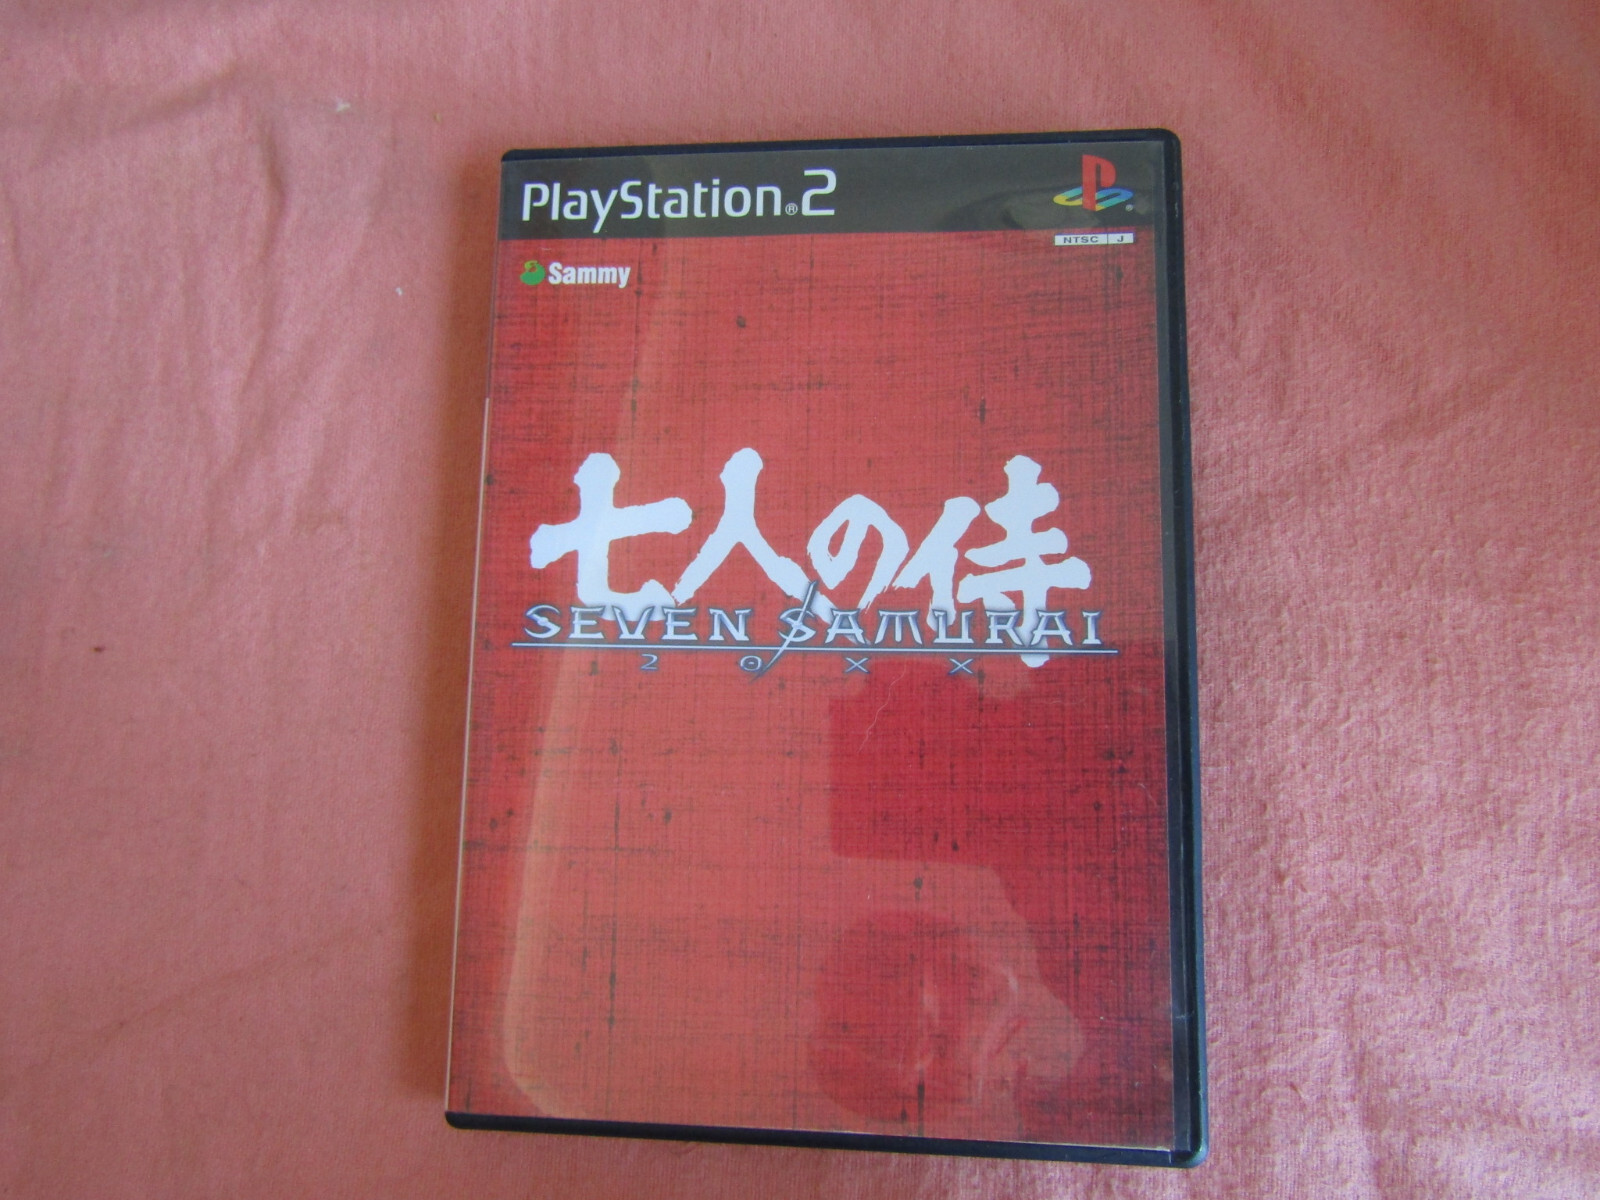 PlayStation®2
NTSC J
Sammy
七人の侍
SEVEN SAMURAI
20XX